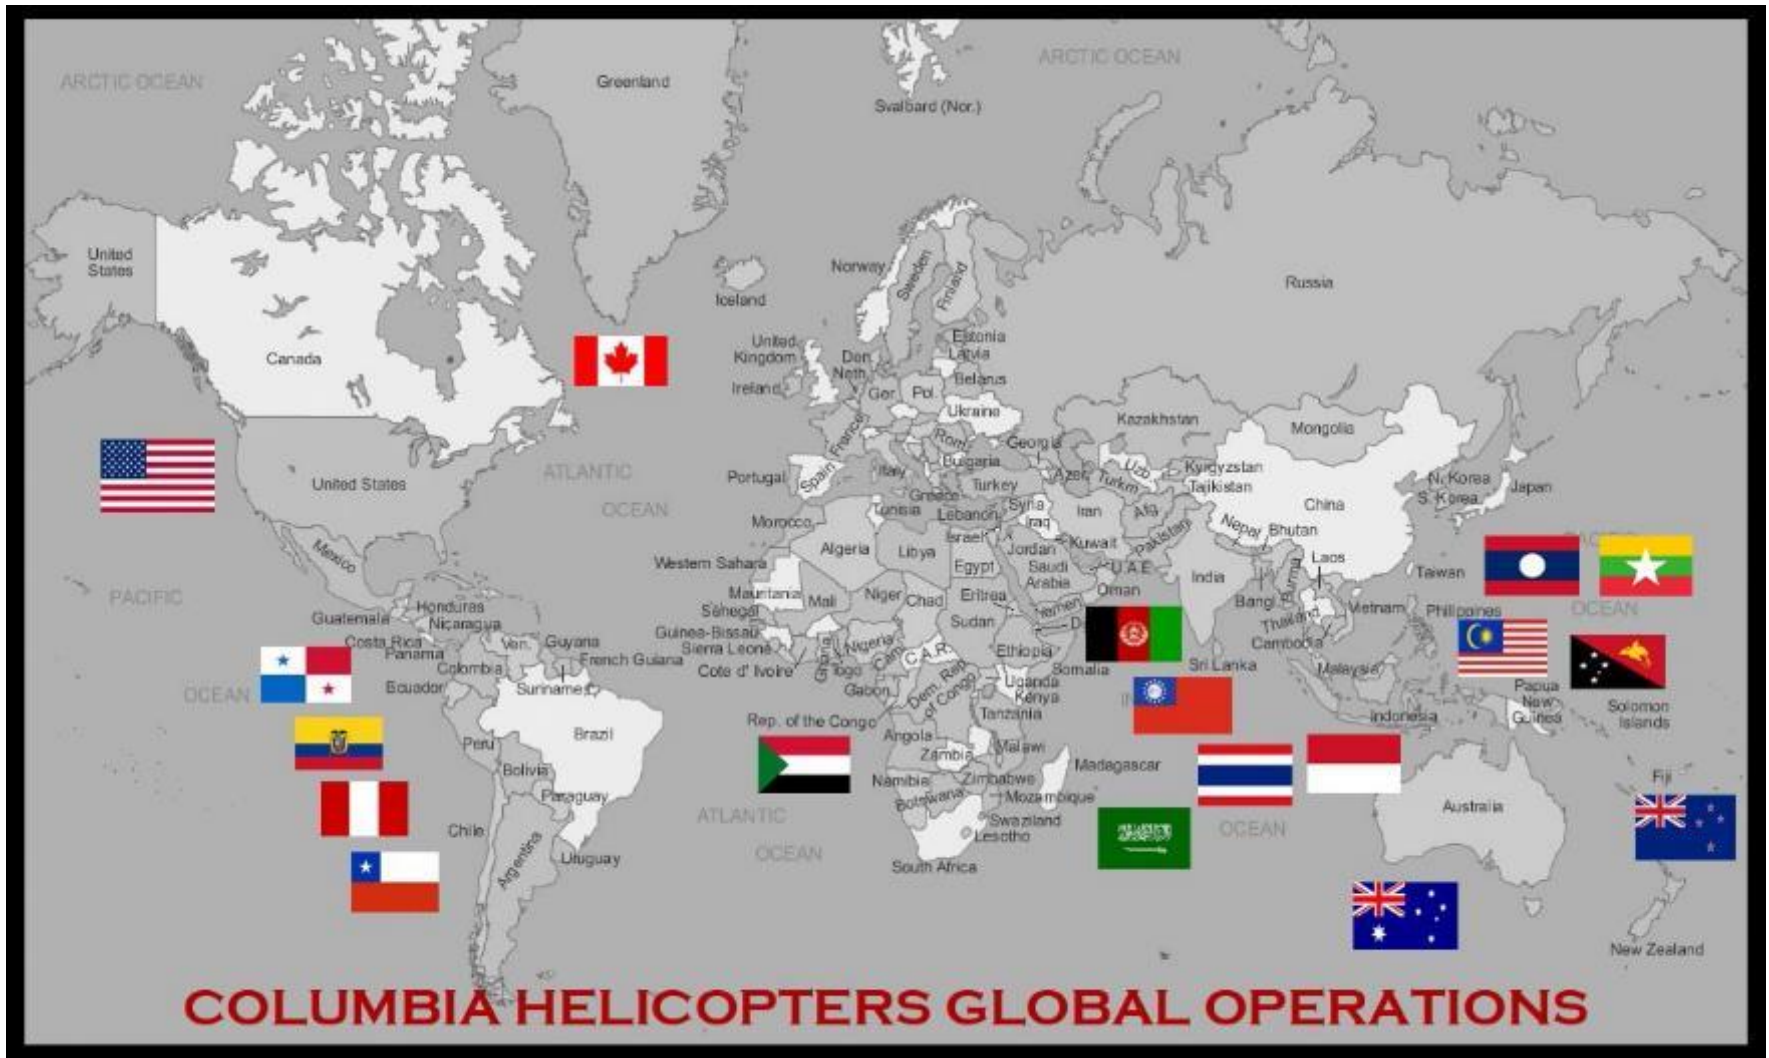 ARCTIC OCEAN
Greenland
ARCTIC OCEAN
Svalbard (Nor.)
United
States
Norway
Sweden
Finland
Russia
Iceland
Canada
United
Kingdom
Ireland
Den.
Neth.
Estonia
Latvia
Belarus
Ger.
Pol.
Ukraine
Kazakhstan
Mongolia
France
Rom.
Georgia
ATLANTIC
OCEAN
United States
Portugal
Spain
Italy
Bulgaria
Greece
Turkey
Azer.
Turkm.
Uzb.
Kyrgyzstan
Tajikistan
China
N. Korea
S. Korea
Japan
Morocco
Tunisia
Lebanon
Israel
Syria
Iraq
Iran
Afg.
Pakistan
Nepal
Bhutan
Mexico
Western Sahara
Algeria
Libya
Egypt
Jordan
Kuwait
Saudi
Arabia
U.A.E.
Oman
India
Laos
Burma
Bangl.
Taiwan
PACIFIC
OCEAN
PACIFIC
OCEAN
Guatemala
Honduras
Nicaragua
Costa Rica
Panama
Mauritania
Mali
Niger
Chad
Eritrea
Yemen
Sudan
Senegal
Guinea-Bissau
Sierra Leone
Cote d' Ivoire
Ghana
Togo
Nigeria
Cam.
C.A.R.
Ethiopia
Somalia
Thailand
Vietnam
Cambodia
Philippines
Sri Lanka
Malaysia
Ven.
Guyana
French Guiana
Suriname
Colombia
Ecuador
Gabon
Dem. Rep.
of Congo
Uganda
Kenya
Rep. of the Congo
Tanzania
Indonesia
Papua
New
Guinea
Solomon
Islands
Peru
Brazil
Bolivia
Paraguay
Chile
Argentina
Uruguay
Angola
Zambia
Malawi
Namibia
Zimbabwe
Botswana
Mozambique
Madagascar
Swaziland
Lesotho
South Africa
ATLANTIC
OCEAN
OCEAN
Australia
Fiji
New Zealand
COLUMBIA HELICOPTERS GLOBAL OPERATIONS